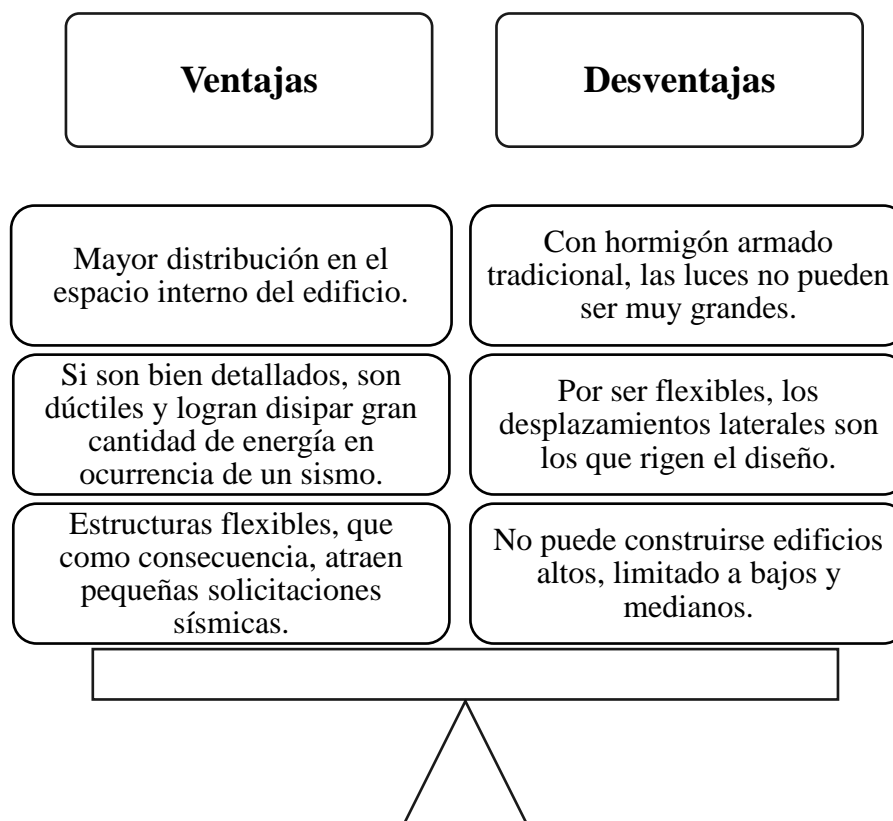 Ventajas
Desventajas
Mayor distribución en el
espacio interno del edificio.
Con hormigón armado
tradicional, las luces no pueden
ser muy grandes.
Si son bien detallados, son
dúctiles y logran disipar gran
cantidad de energía en
ocurrencia de un sismo.
Por ser flexibles, los
desplazamientos laterales son
los que rigen el diseño.
Estructuras flexibles, que
como consecuencia, atraen
pequeñas solicitaciones
sísmicas.
No puede construirse edificios
altos, limitado a bajos y
medianos.